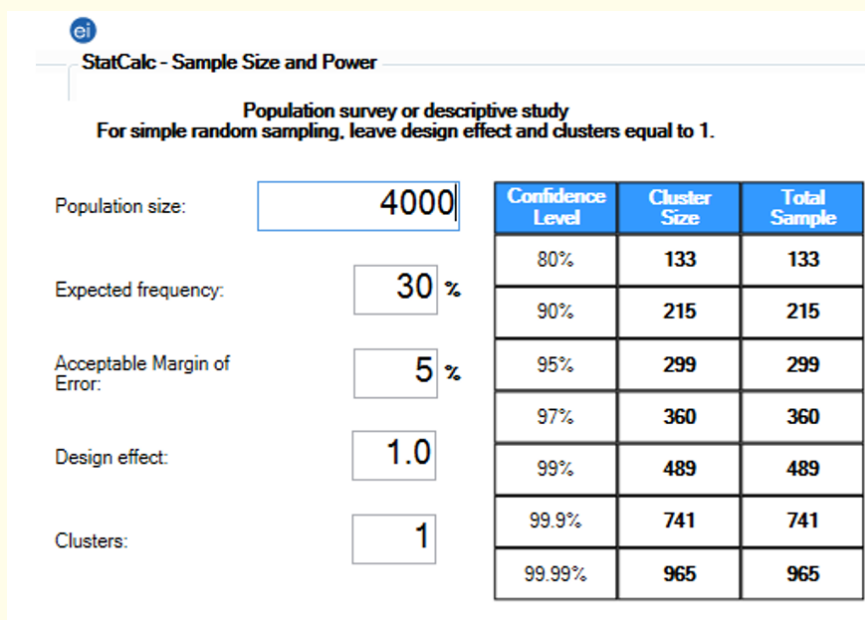 ei
StatCalc - Sample Size and Power
Population survey or descriptive study
For simple random sampling, leave design effect and clusters equal to 1.
Population size: 4000
Expected frequency: 30 %
Acceptable Margin of
Error: 5 %
Design effect: 1.0
Clusters: 1
Confidence Level Cluster Size Total Sample
80% 133 133
90% 215 215
95% 299 299
97% 360 360
99% 489 489
99.9% 741 741
99.99% 965 965